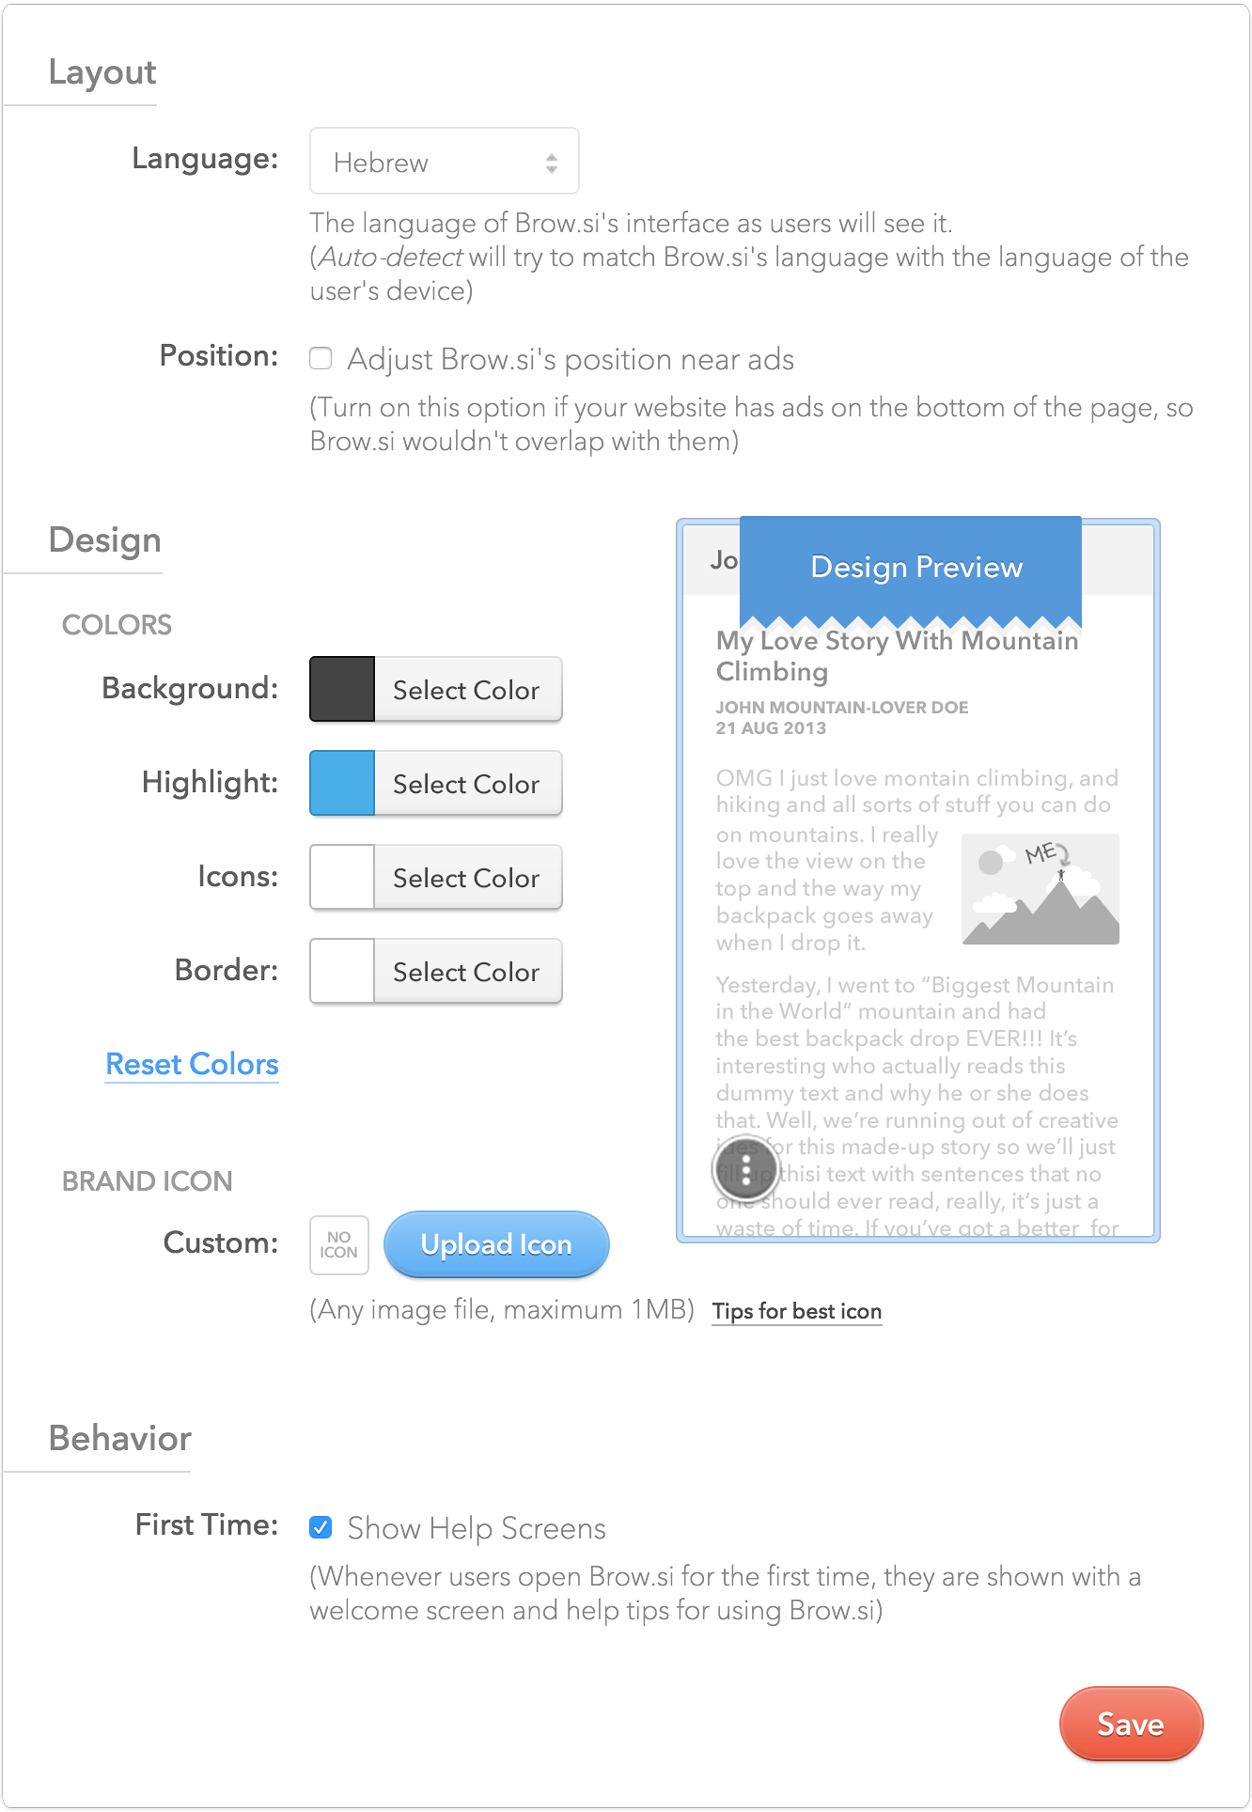 Layout
Language:
Hebrew
The language of Brow.si's interface as users will see it.
(Auto-detect will try to match Brow.si's language with the language of the
user's device)
Position:
Adjust Brow.si's position near ads
(Turn on this option if your website has ads on the bottom of the page, so
Brow.si wouldn't overlap with them)
Design
COLORS
Background:
Select Color
Highlight:
Select Color
Icons:
Select Color
Border:
Select Color
Reset Colors
Jo
Design Preview
My Love Story With Mountain
Climbing
JOHN MOUNTAIN-LOVER DOE
21 AUG 2013
OMG I just love montain climbing, and
hiking and all sorts of stuff you can do
on mountains. I really
love the view on the
top and the way my
backpack goes away
when I drop it.
ME
Yesterday, I went to “Biggest Mountain
in the World“ mountain and had
the best backpack drop EVER!!! It’s
interesting who actually reads this
dummy text and why he or she does
that. Well, we’re running out of creative
for this made-up story so we’ll just
thisi text with sentences that no
should ever read, really, it’s just a
waste of time. If you’ve got a better for
BRAND ICON
Custom:
NO
ICON
Upload Icon
(Any image file, maximum 1MB)
Tips for best icon
Behavior
First Time:
Show Help Screens
(Whenever users open Brow.si for the first time, they are shown with a
welcome screen and help tips for using Brow.si)
Save